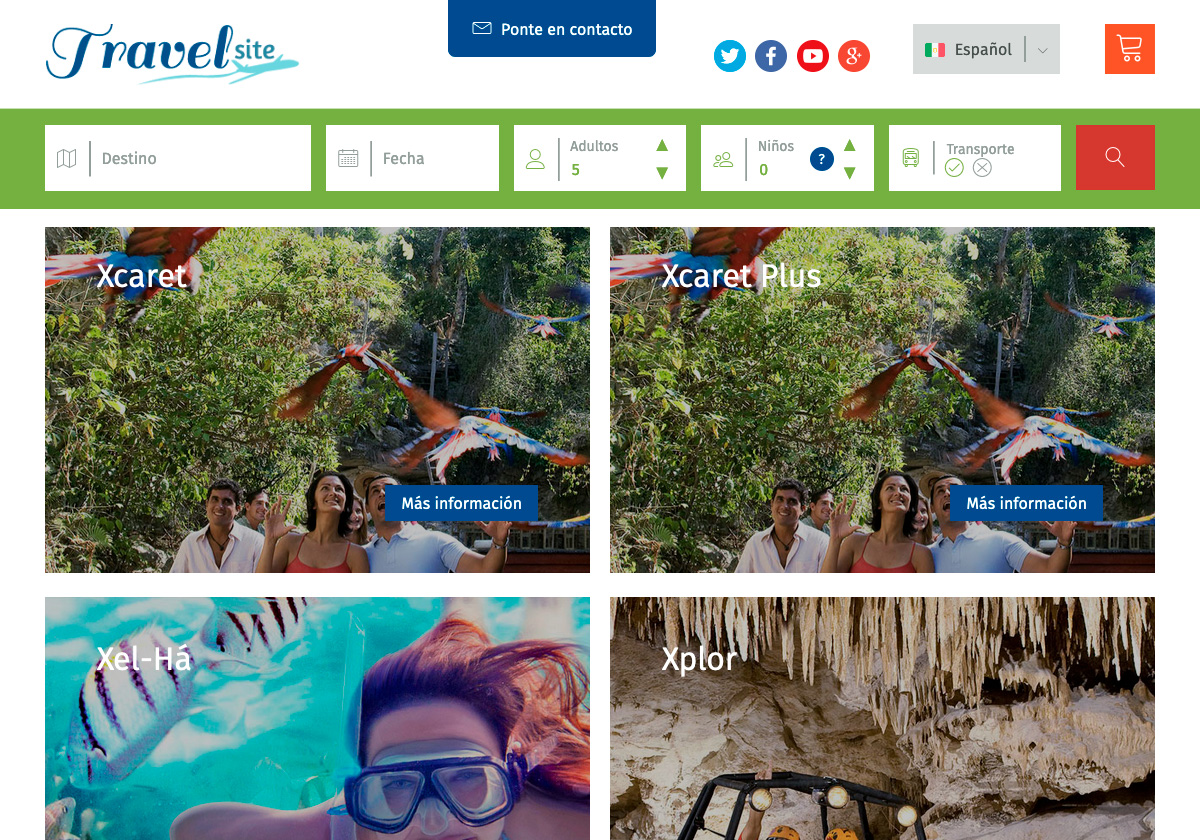 Travel site
Ponte en contacto
Español
Destino
Fecha
Adultos
5
Niños
0
?
Transporte
Xcaret
Más información
Xcaret Plus
Más información
Xel-Há
Xplor